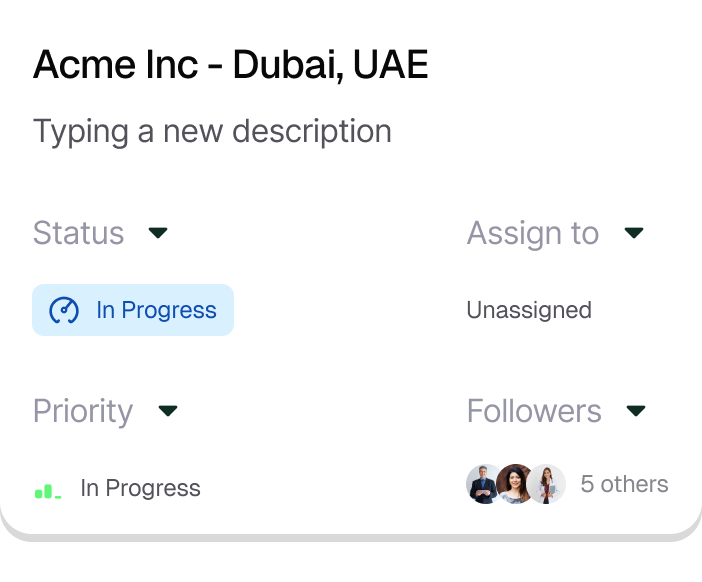 Acme Inc - Dubai, UAE
Typing a new description
Status
Assign to
In Progress
Unassigned
Priority
Followers
In Progress
5 others